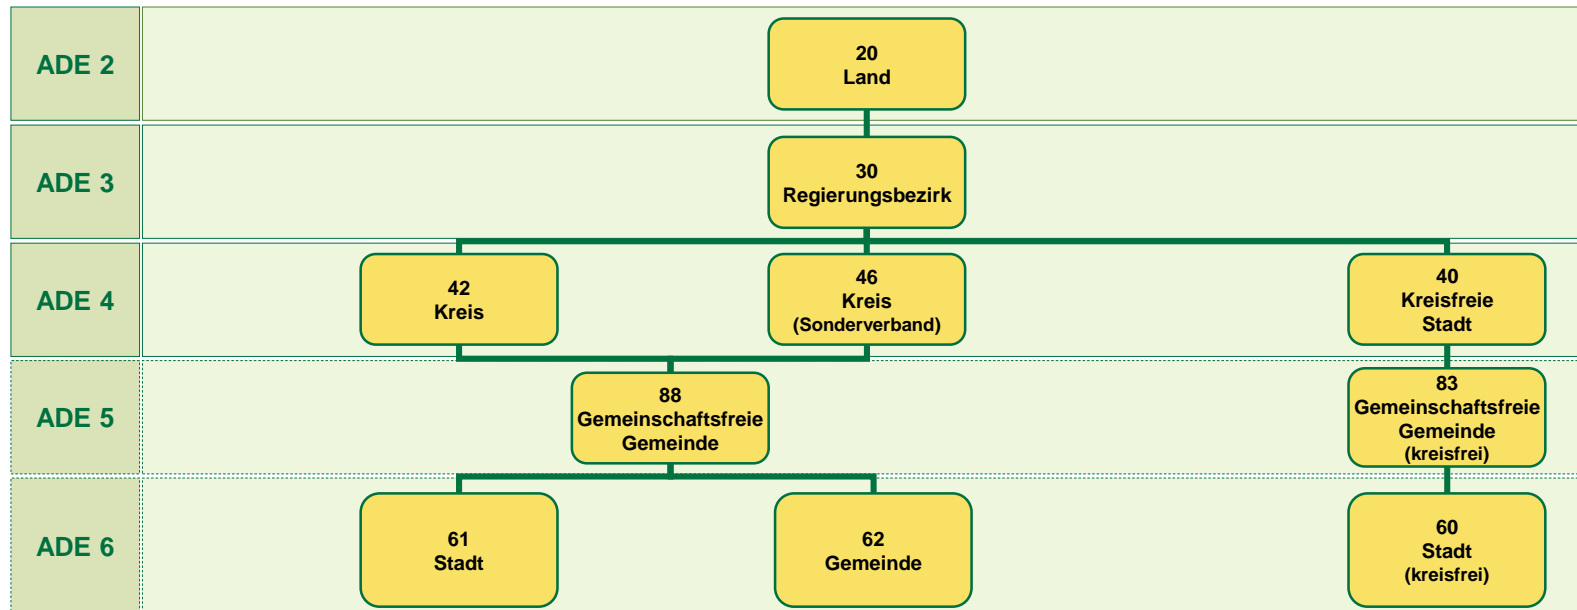 ADE 2
20
Land
ADE 3
30
Regierungsbezirk
ADE 4
42
Kreis
46
Kreis
(Sonderverband)
40
Kreisfreie
Stadt
ADE 5
88
Gemeinschaftsfreie
Gemeinde
83
Gemeinschaftsfreie
Gemeinde
(kreisfrei)
ADE 6
61
Stadt
62
Gemeinde
60
Stadt
(kreisfrei)